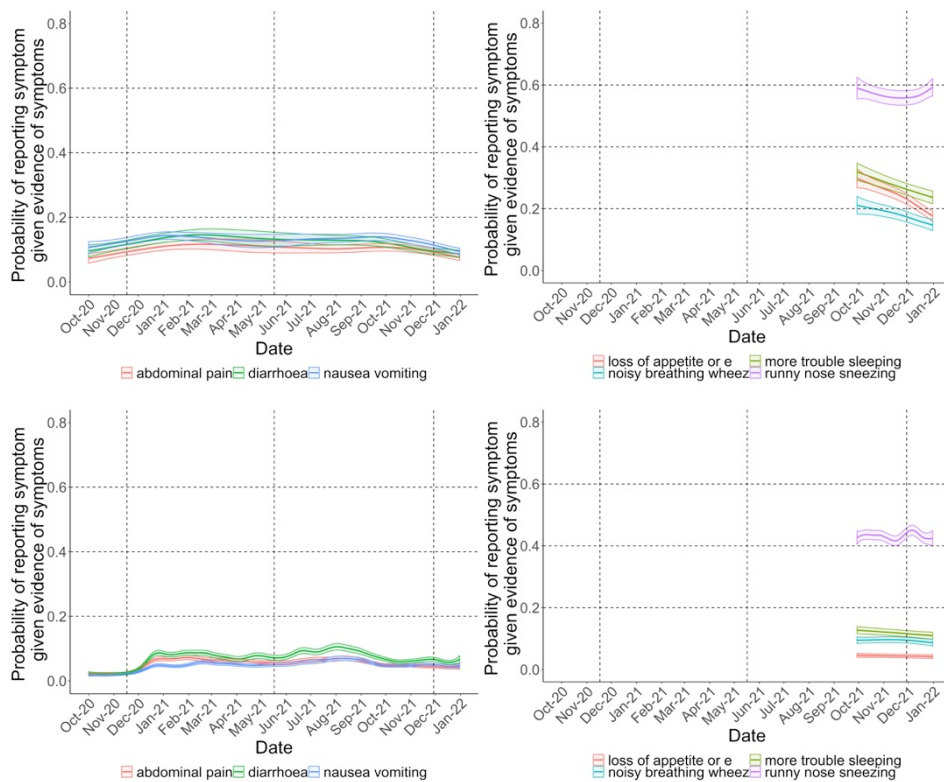 Probability of reporting symptom
given evidence of symptoms
0.8
0.6
0.4
0.2
0.0
Oct-20 Nov-20 Dec-20 Jan-21 Feb-21 Mar-21 Apr-21 May-21 Jun-21 Jul-21 Aug-21 Sep-21 Oct-21 Nov-21 Dec-21 Jan-22
Date
abdominal pain diarrhoea nausea vomiting
Probability of reporting symptom
given evidence of symptoms
0.8
0.6
0.4
0.2
0.0
Oct-20 Nov-20 Dec-20 Jan-21 Feb-21 Mar-21 Apr-21 May-21 Jun-21 Jul-21 Aug-21 Sep-21 Oct-21 Nov-21 Dec-21 Jan-22
Date
loss of appetite or e more trouble sleeping
noisy breathing wheez runny nose sneezing
Probability of reporting symptom
given evidence of symptoms
0.8
0.6
0.4
0.2
0.0
Oct-20 Nov-20 Dec-20 Jan-21 Feb-21 Mar-21 Apr-21 May-21 Jun-21 Jul-21 Aug-21 Sep-21 Oct-21 Nov-21 Dec-21 Jan-22
Date
abdominal pain diarrhoea nausea vomiting
Probability of reporting symptom
given evidence of symptoms
0.8
0.6
0.4
0.2
0.0
Oct-20 Nov-20 Dec-20 Jan-21 Feb-21 Mar-21 Apr-21 May-21 Jun-21 Jul-21 Aug-21 Sep-21 Oct-21 Nov-21 Dec-21 Jan-22
Date
loss of appetite or e more trouble sleeping
noisy breathing wheez runny nose sneezing